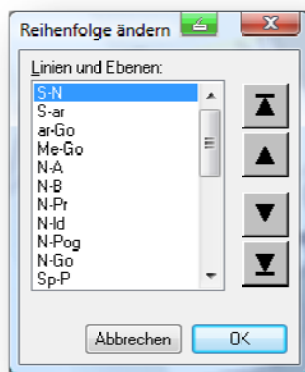 Reihenfolge ändern
Linien und Ebenen:
S-N
S-ar
ar-Go
Me-Go
N-A
N-B
N-Pr
N-Id
N-Pog
N-Go
Sp-P
Abbrechen
OK